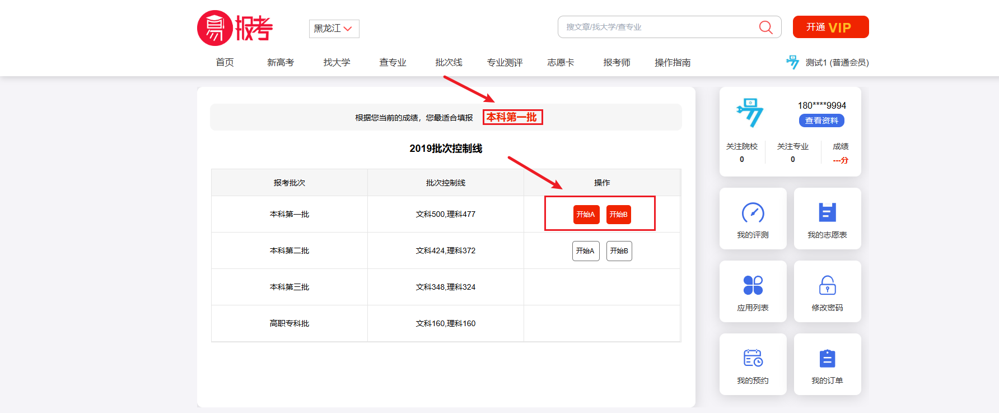 易报考
黑龙江
搜文章/找大学/查专业
开通 VIP
首页 新高考 找大学 查专业 批次线 专业测评 志愿卡 报考师 操作指南
测试1 (普通会员)
根据您当前的成绩，您最适合填报 本科第一批
2019批次控制线
报考批次 批次控制线 操作
本科第一批 文科500,理科477 开始A 开始B
本科第二批 文科424,理科372 开始A 开始B
本科第三批 文科348,理科324
高职专科批 文科160,理科160
180****9994
查看资料
关注院校 关注专业 成绩
0 0 ---分
我的评测 我的志愿表
应用列表 修改密码
我的预约 我的订单